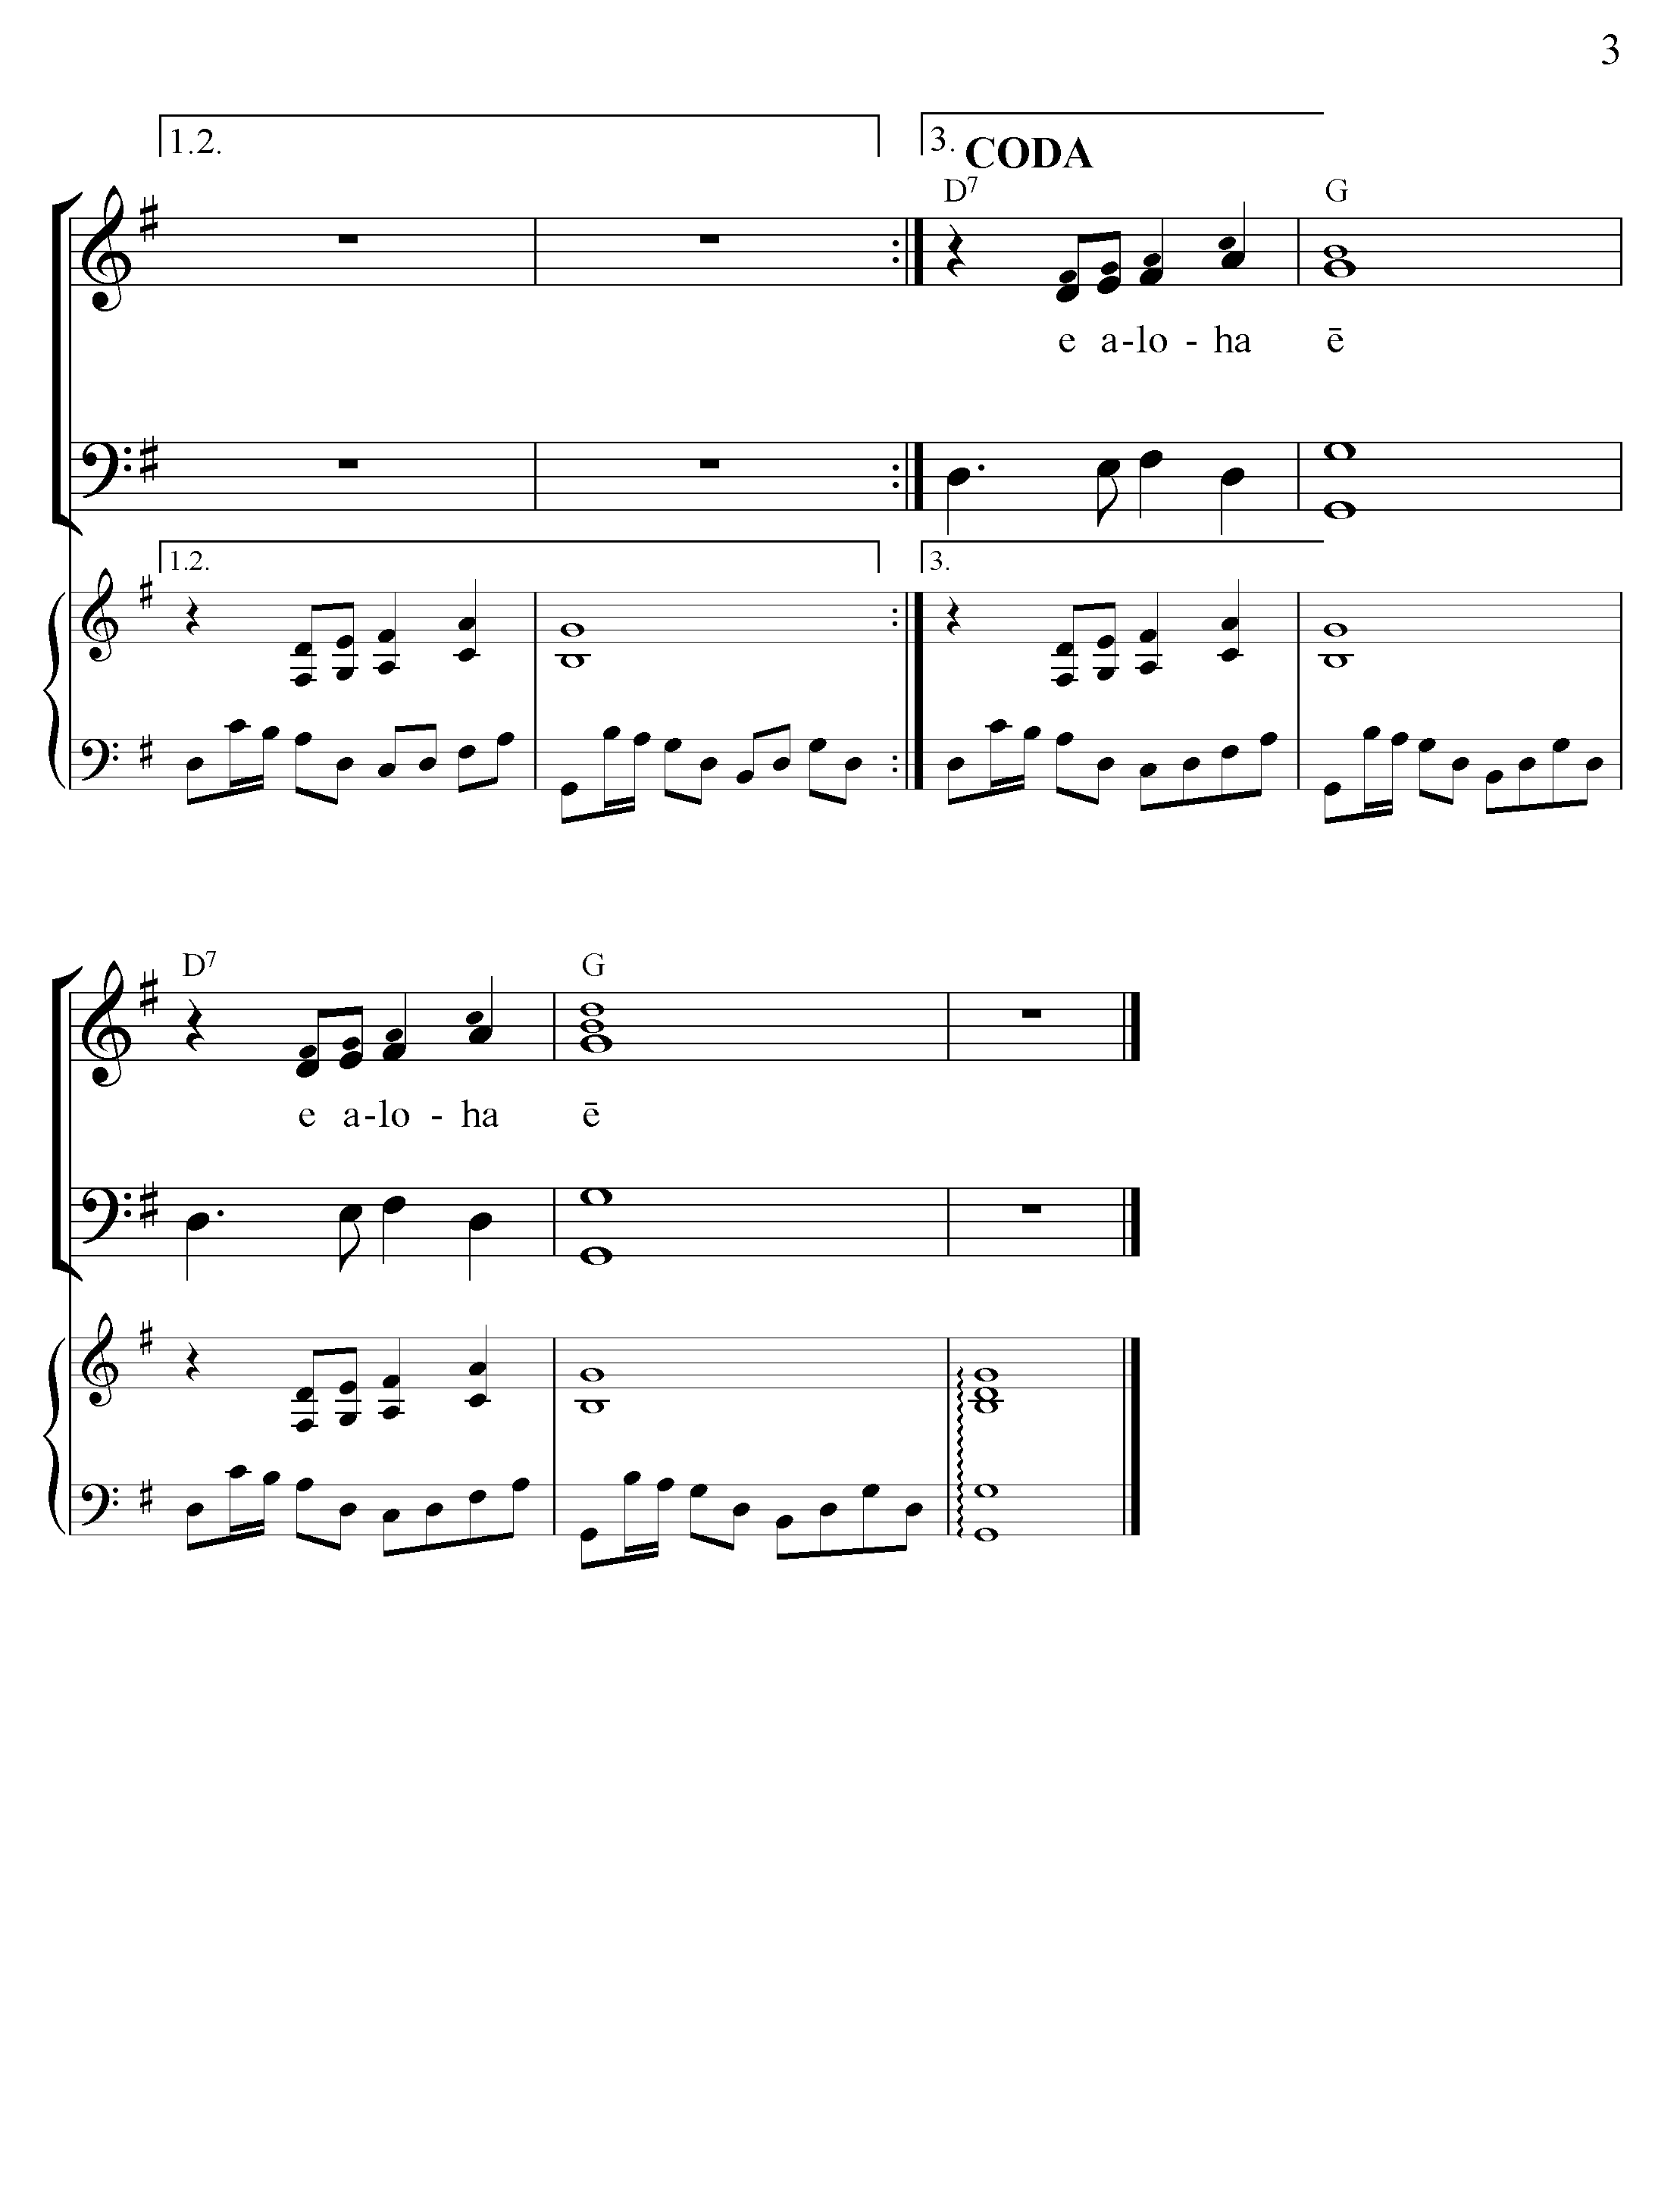 3
1.2.
3. CODA
D7 G
e a-lo - ha ē
1.2. 3.
D7 G
e a-lo - ha ē